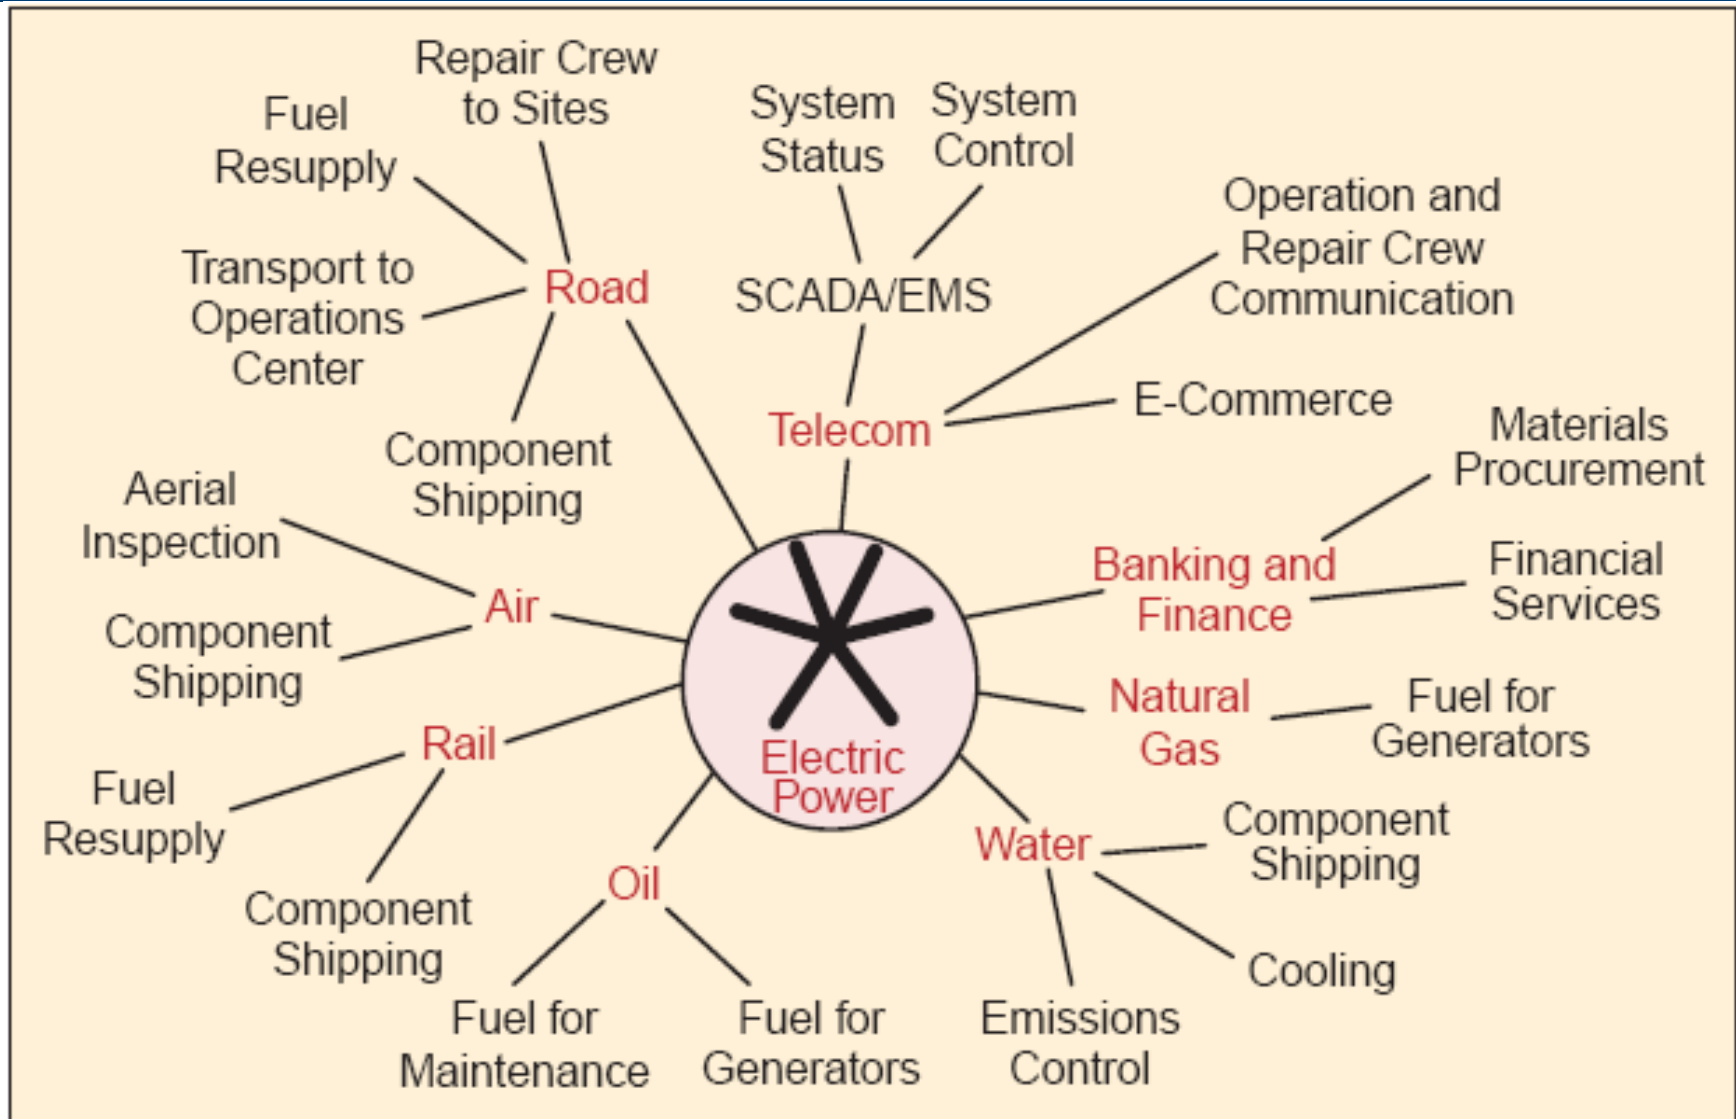 Repair Crew
to Sites
Fuel
Resupply
Transport to
Operations
Center
Road
Component
Shipping
System
Status
System
Control
SCADA/EMS
Operation and
Repair Crew
Communication
Telecom
E-Commerce
Materials
Procurement
Banking and
Finance
Financial
Services
Aerial
Inspection
Air
Component
Shipping
Natural
Gas
Fuel for
Generators
Electric
Power
Rail
Fuel
Resupply
Component
Shipping
Oil
Fuel for
Maintenance
Fuel for
Generators
Water
Component
Shipping
Cooling
Emissions
Control